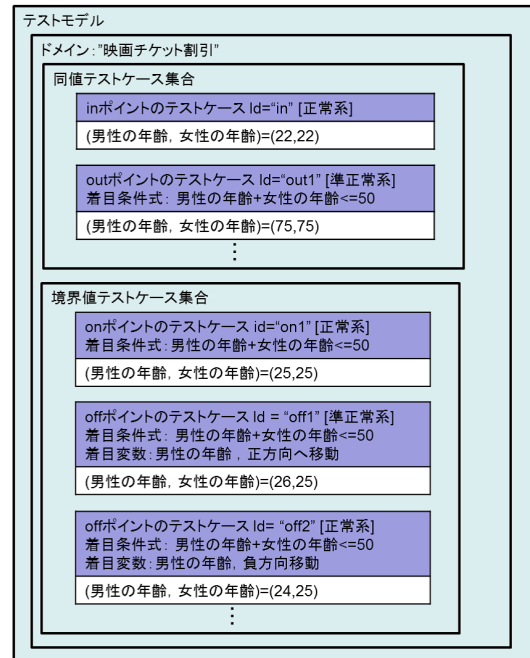 テストモデル
ドメイン:”映画チケット割引”
同値テストケース集合
inポイントのテストケース Id=“in” [正常系]
(男性の年齢, 女性の年齢)=(22,22)
outポイントのテストケース Id=“out1” [準正常系]
着目条件式: 男性の年齢+女性の年齢<=50
(男性の年齢, 女性の年齢)=(75,75)
⋮
境界値テストケース集合
onポイントのテストケース id=“on1” [正常系]
着目条件式:男性の年齢+女性の年齢<=50
(男性の年齢, 女性の年齢)=(25,25)
offポイントのテストケース Id = “off1” [準正常系]
着目条件式: 男性の年齢+女性の年齢<=50
着目変数:男性の年齢 , 正方向へ移動
(男性の年齢, 女性の年齢)=(26,25)
offポイントのテストケース Id= “off2” [正常系]
着目条件式: 男性の年齢+女性の年齢<=50
着目変数:男性の年齢, 負方向移動
(男性の年齢, 女性の年齢)=(24,25)
⋮